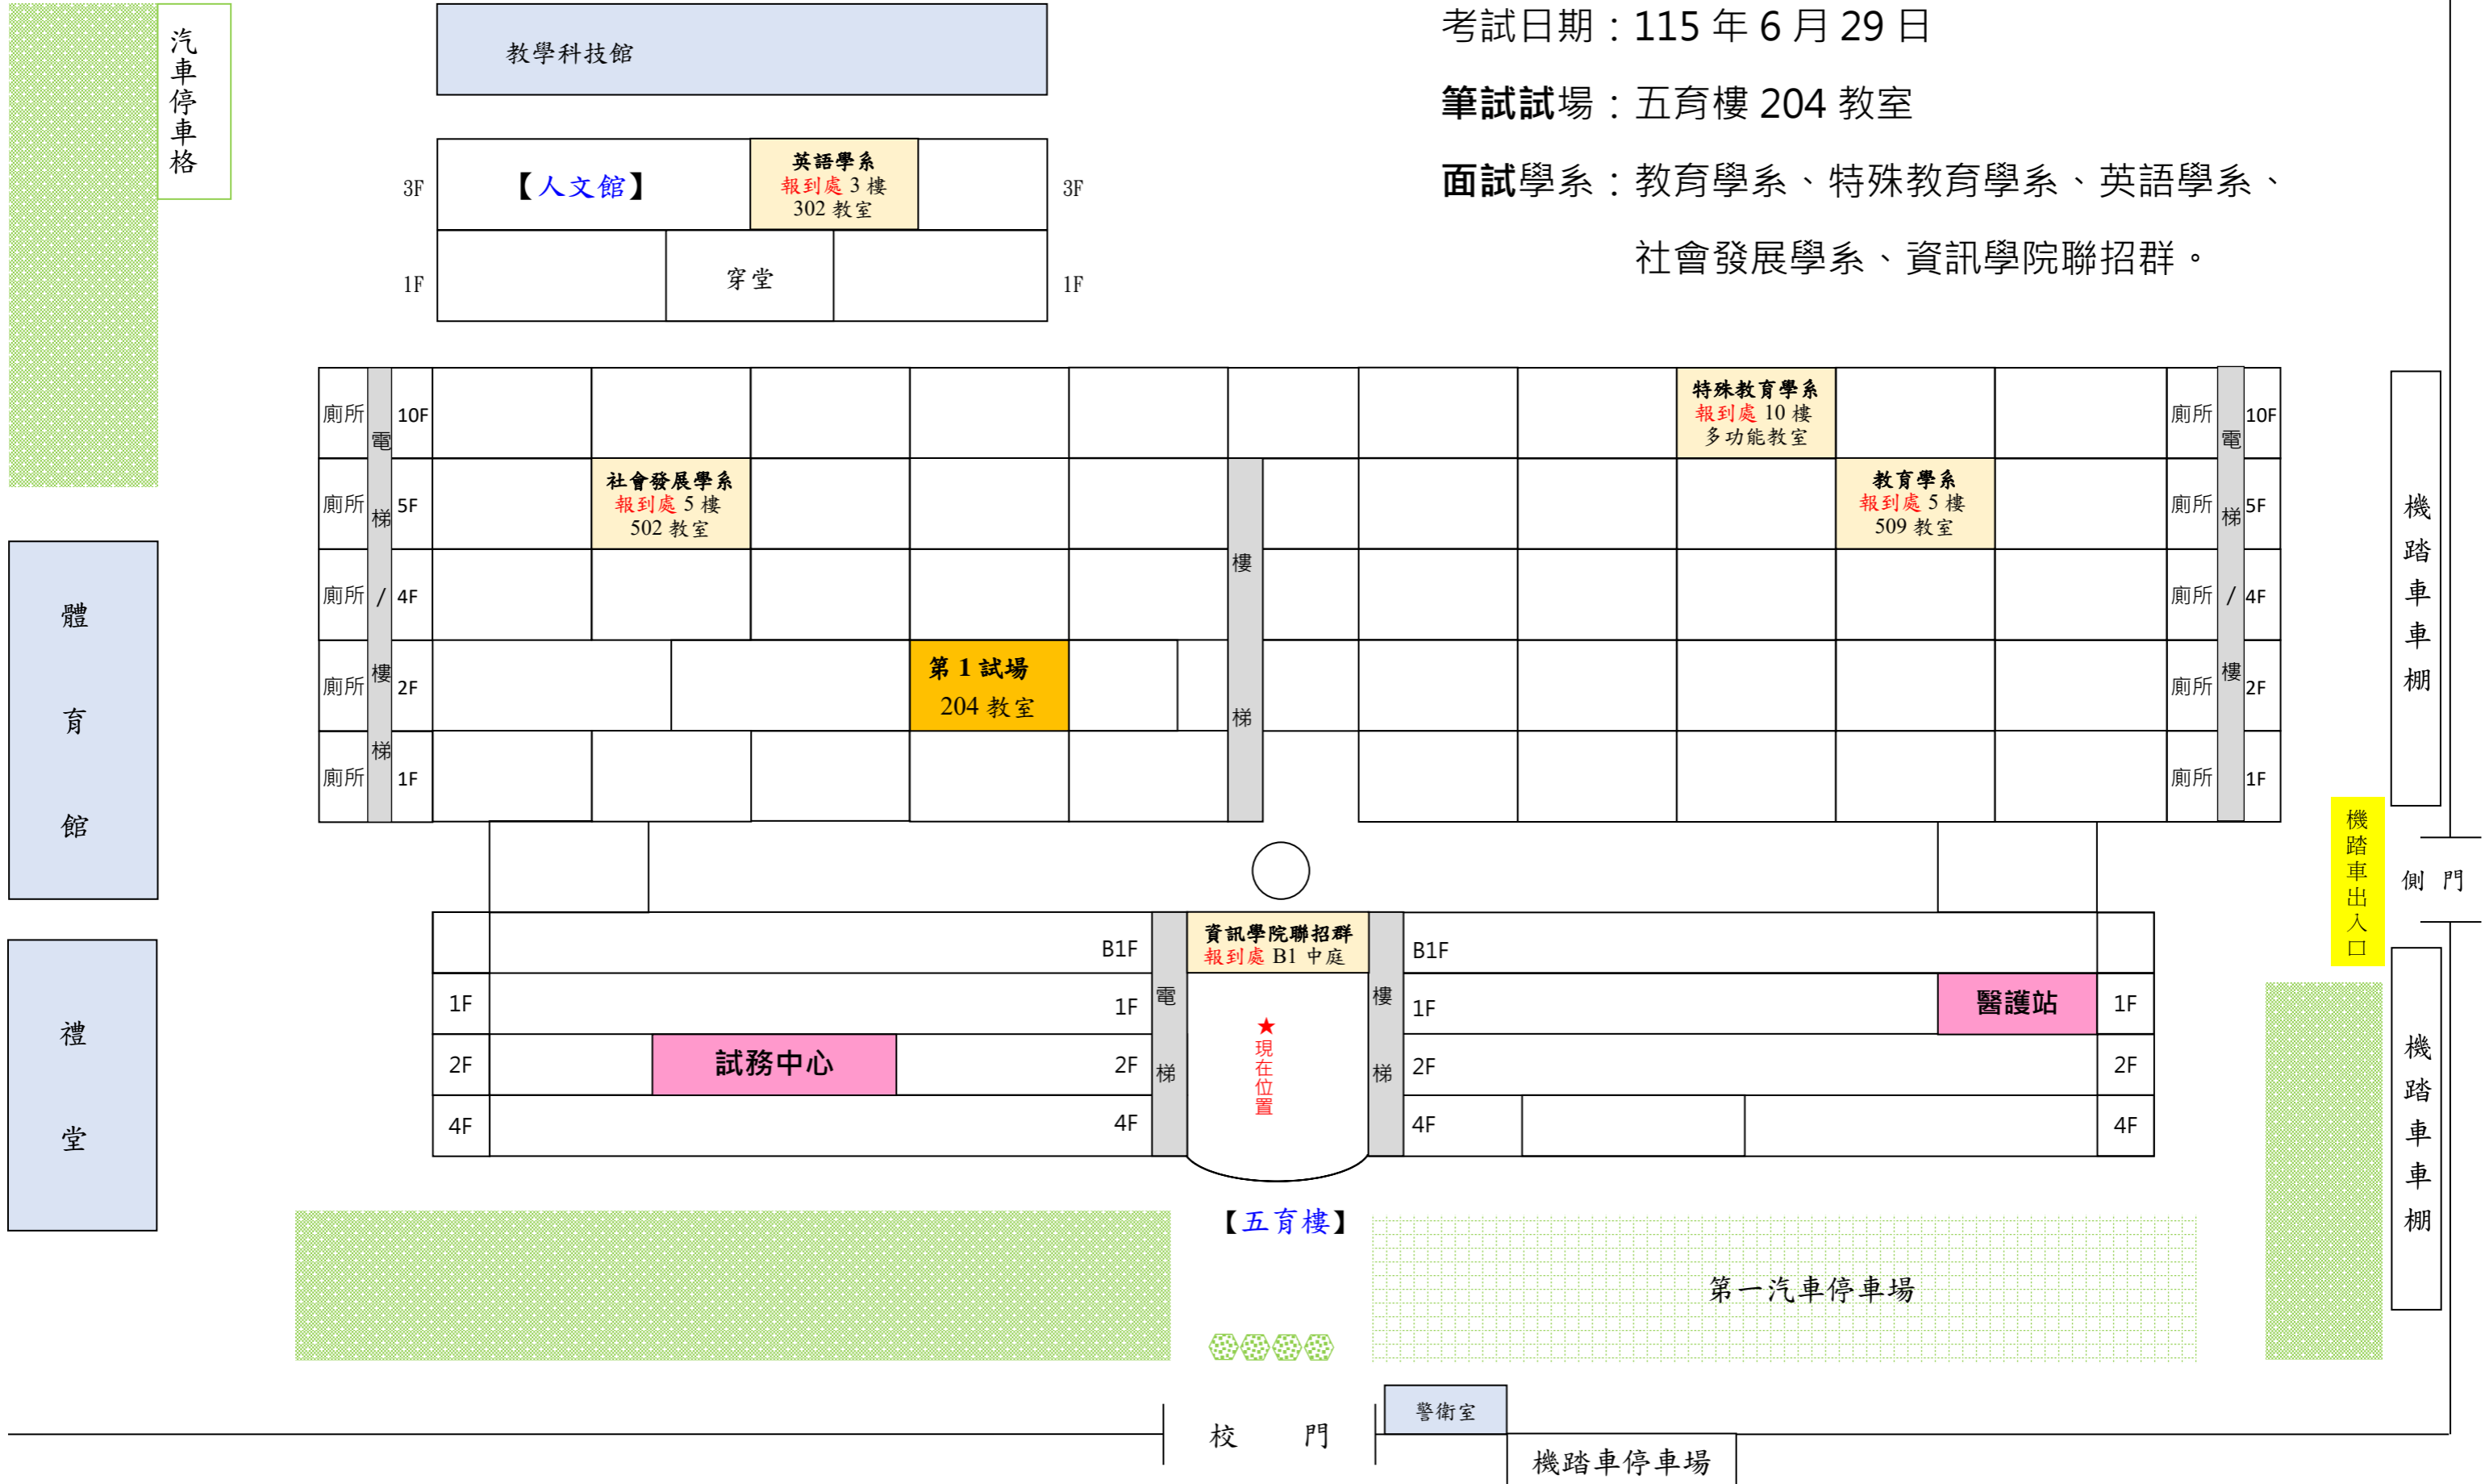 考試日期：115 年 6 月 29 日
筆試試場：五育樓 204 教室
面試學系：教育學系、特殊教育學系、英語學系、
社會發展學系、資訊學院聯招群。
汽車停車格
教學科技館
3F
【人文館】
英語學系
報到處 3 樓
302 教室
3F
1F
穿堂
1F
廁所
10F
特殊教育學系
報到處 10 樓
多功能教室
廁所
10F
廁所
5F
社會發展學系
報到處 5 樓
502 教室
教育學系
報到處 5 樓
509 教室
廁所
5F
廁所
4F
廁所
4F
廁所
2F
第 1 試場
204 教室
廁所
2F
廁所
1F
廁所
1F
電梯/樓梯
樓梯
電梯/樓
機踏車車棚
體育館
機踏車出入口
側門
禮堂
B1F
資訊學院聯招群
報到處 B1 中庭
B1F
1F
1F
1F
醫護站
1F
2F
試務中心
2F
2F
2F
4F
4F
4F
4F
電梯
★現在位置
樓梯
機踏車車棚
【五育樓】
第一汽車停車場
校門
警衛室
機踏車停車場